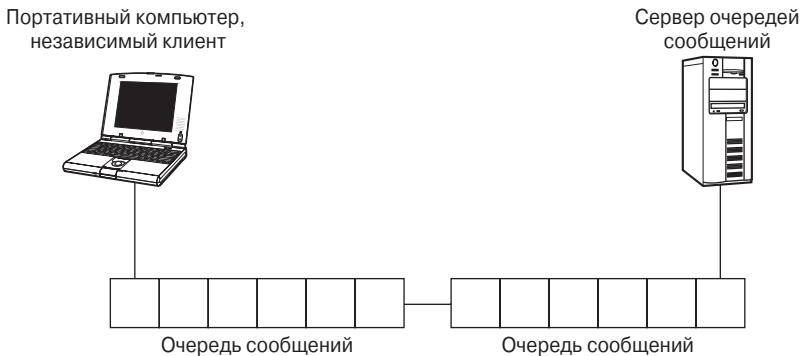 Портативный компьютер,
независимый клиент
Сервер очередей
сообщений
Очередь сообщений
Очередь сообщений